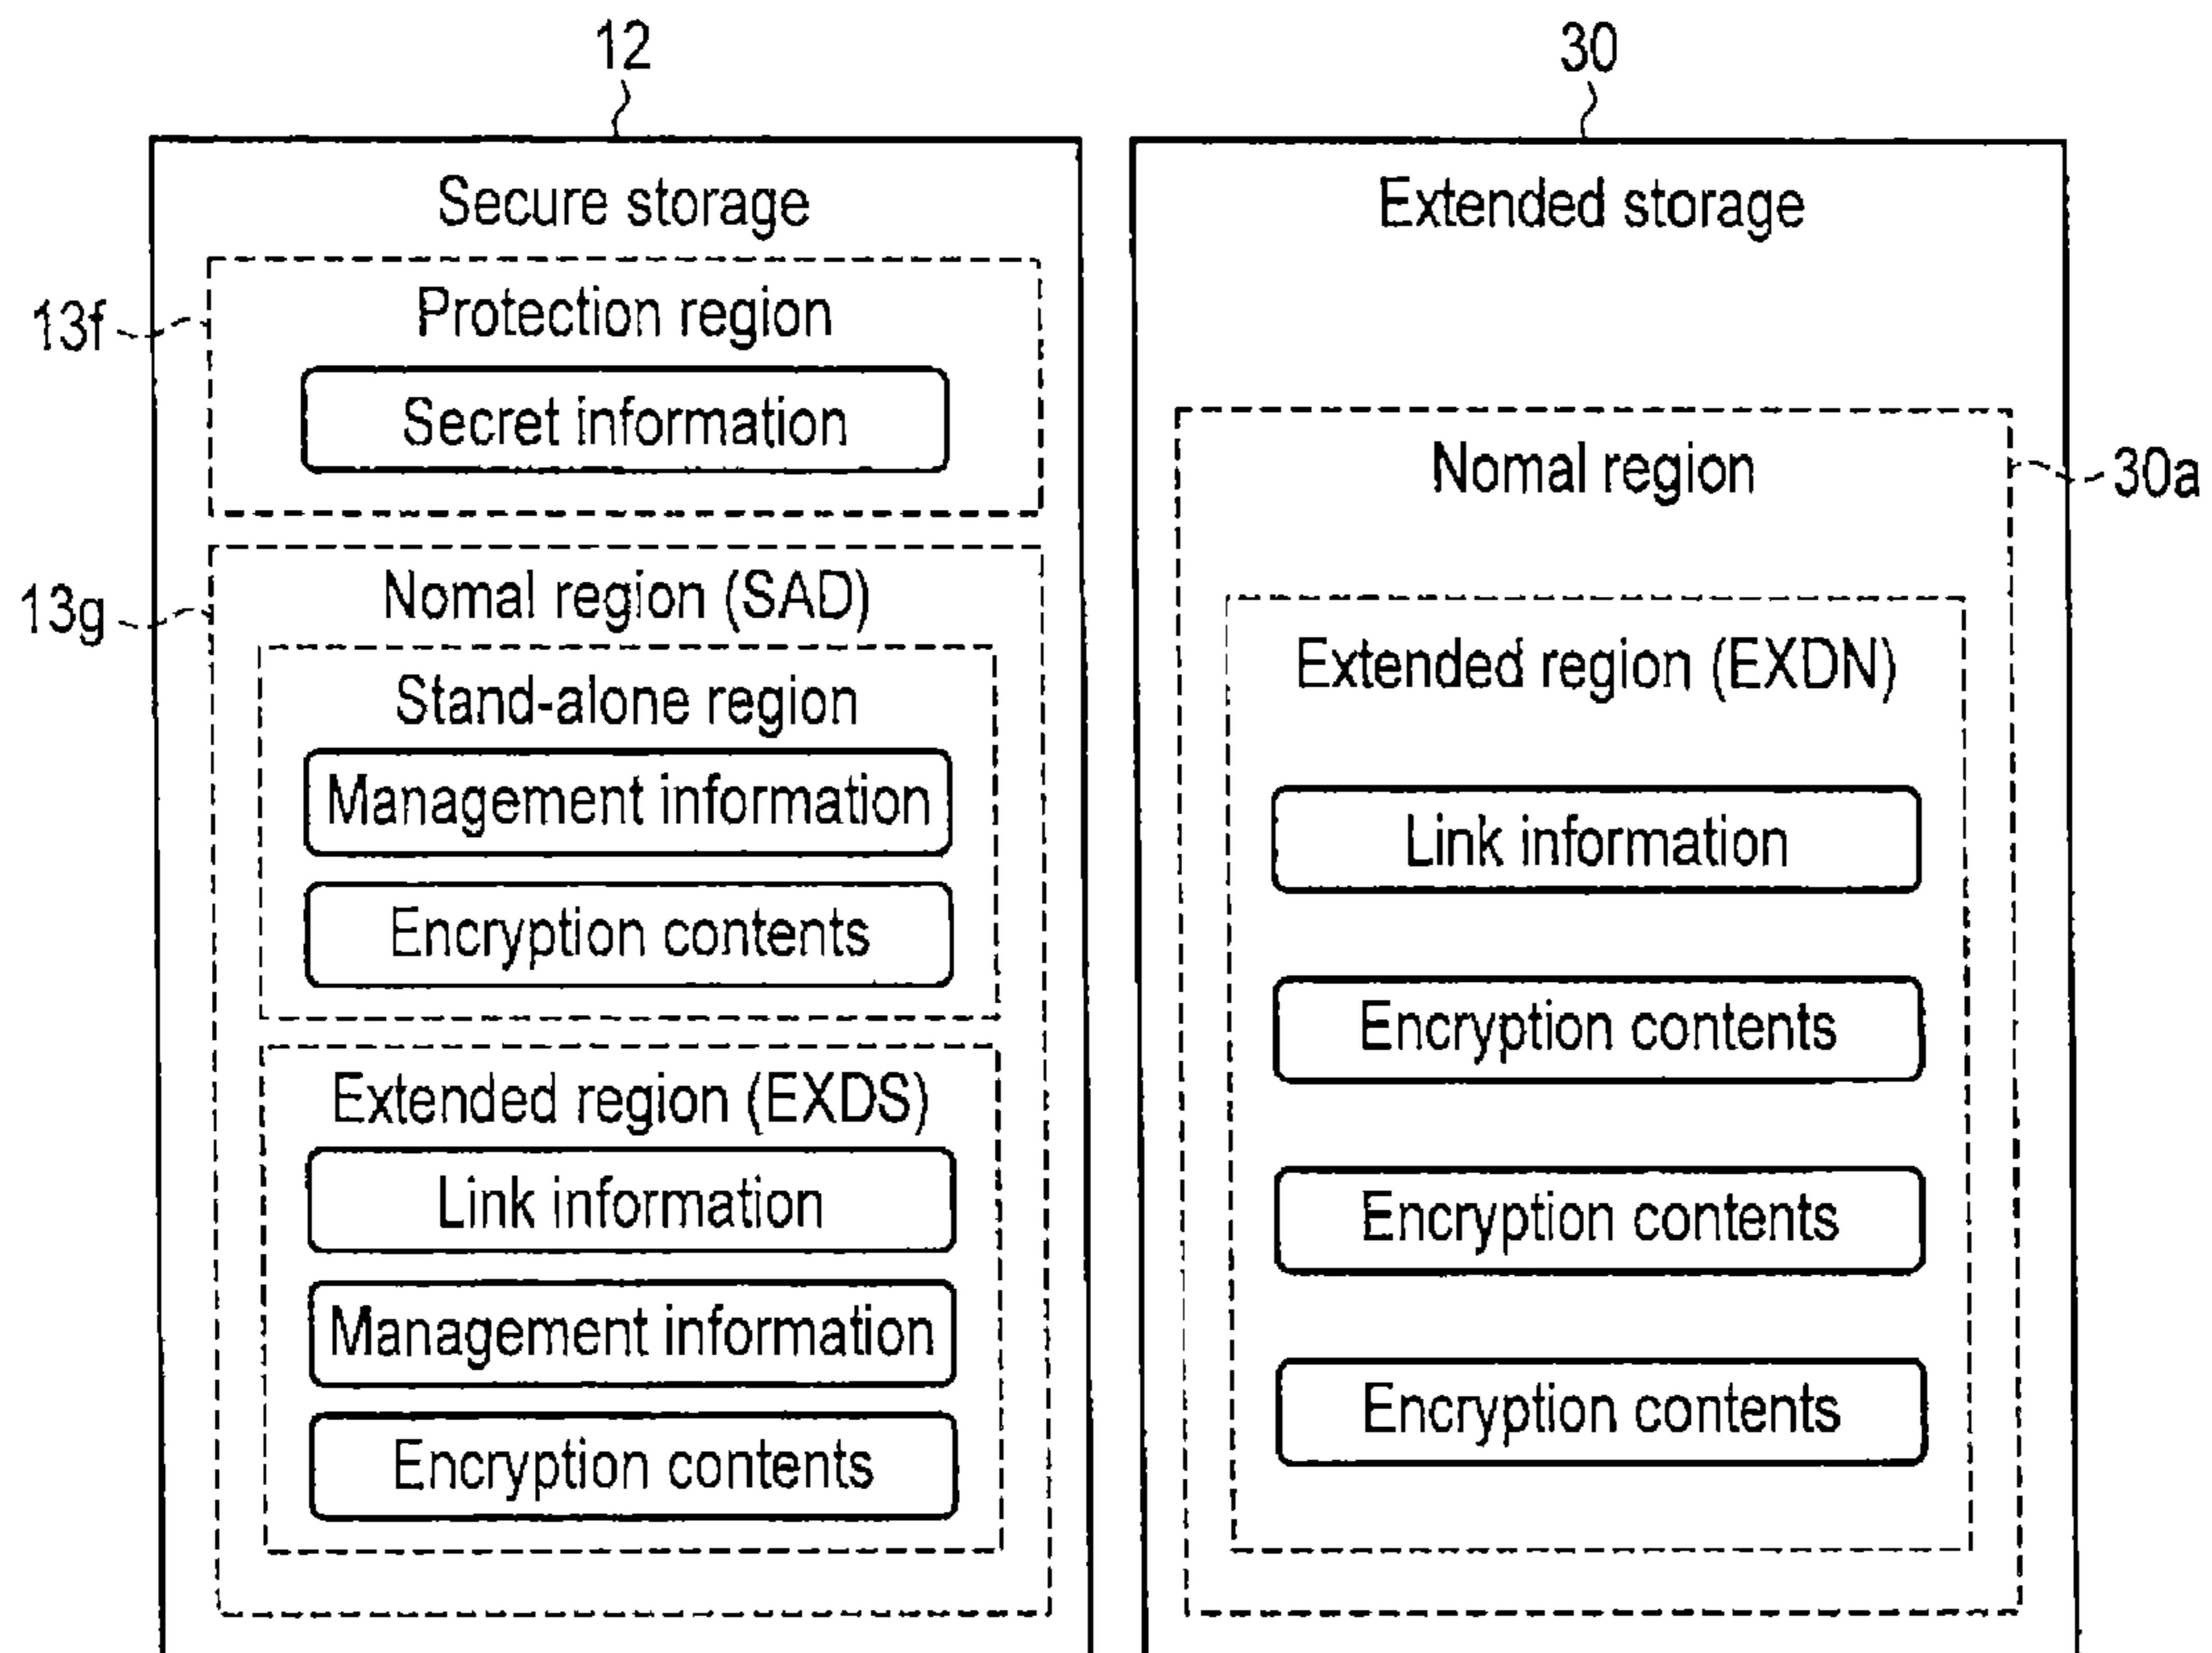 12
Secure storage
13f
Protection region
Secret information
13g
Nomal region (SAD)
Stand-alone region
Management information
Encryption contents
Extended region (EXDS)
Link information
Management information
Encryption contents
30
Extended storage
30a
Nomal region
Extended region (EXDN)
Link information
Encryption contents
Encryption contents
Encryption contents